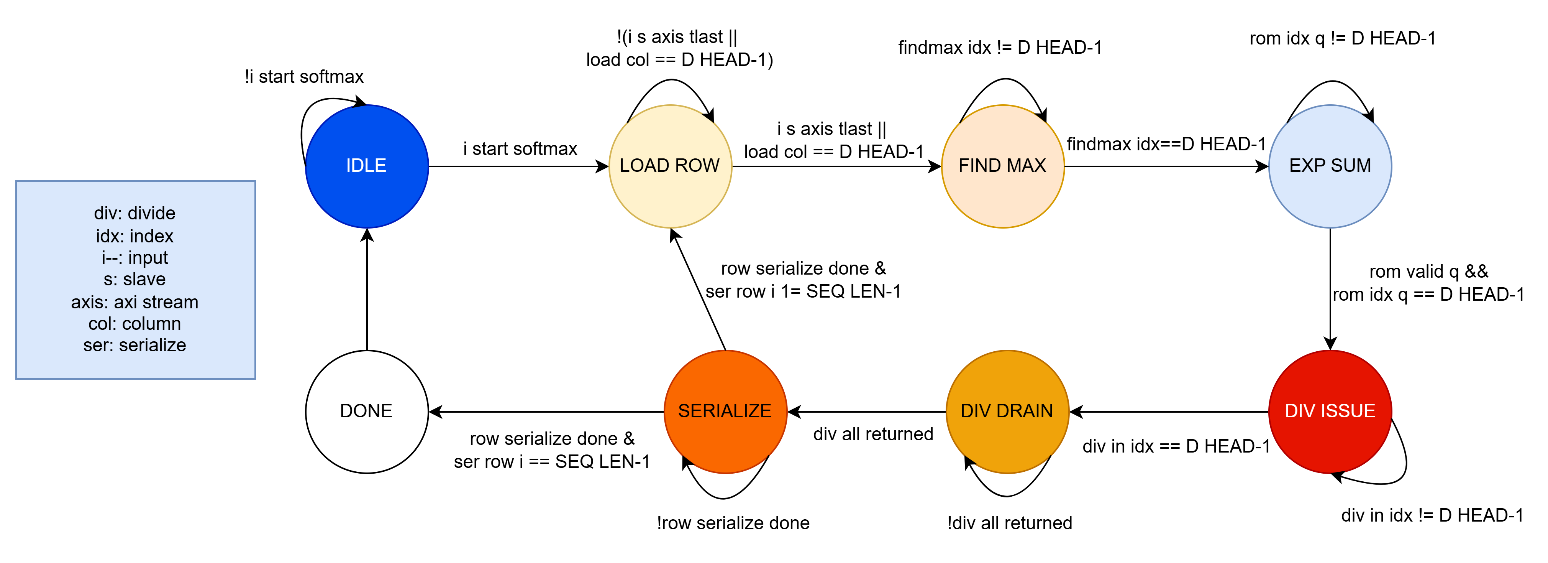 !(i s axis tlast ||
load col == D HEAD-1)
findmax idx != D HEAD-1
rom idx q != D HEAD-1
!i start softmax
IDLE
i start softmax
LOAD ROW
i s axis tlast ||
load col == D HEAD-1
FIND MAX
findmax idx==D HEAD-1
EXP SUM
div: divide
idx: index
i--: input
s: slave
axis: axi stream
col: column
ser: serialize
row serialize done &
ser row i 1= SEQ LEN-1
rom valid q &&
rom idx q == D HEAD-1
DONE
row serialize done &
ser row i == SEQ LEN-1
SERIALIZE
div all returned
DIV DRAIN
div in idx == D HEAD-1
DIV ISSUE
!row serialize done
!div all returned
div in idx != D HEAD-1